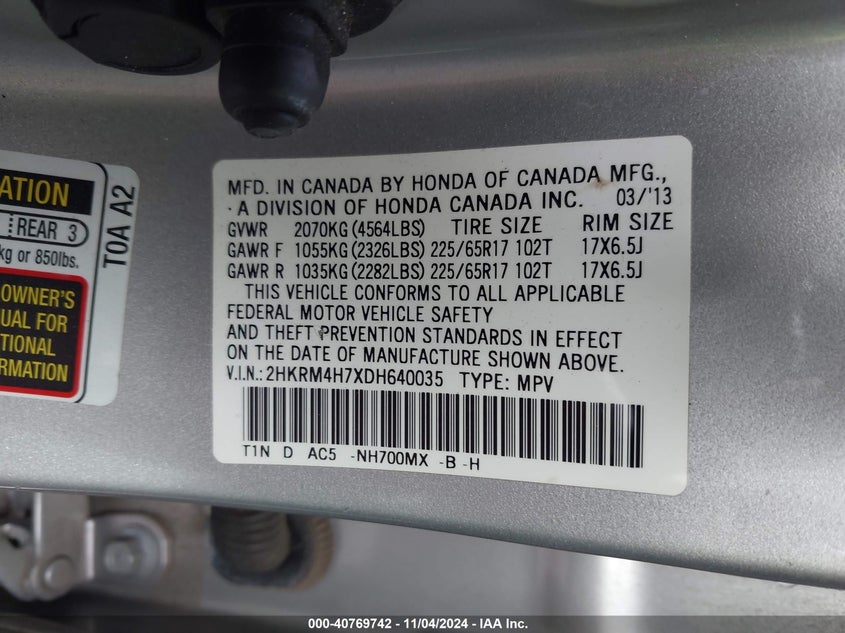 ATION
REAR 3
kg or 850lbs.
OWNER'S
UAL FOR
TIONAL
ORMATION
T0A A2
MFD. IN CANADA BY HONDA OF CANADA MFG.,
A DIVISION OF HONDA CANADA INC. 03/'13
GVWR 2070KG (4564LBS) TIRE SIZE RIM SIZE
GAWR F 1055KG (2326LBS) 225/65R17 102T 17X6.5J
GAWR R 1035KG (2282LBS) 225/65R17 102T 17X6.5J
THIS VEHICLE CONFORMS TO ALL APPLICABLE
FEDERAL MOTOR VEHICLE SAFETY
AND THEFT PREVENTION STANDARDS IN EFFECT
ON THE DATE OF MANUFACTURE SHOWN ABOVE.
V.I.N.: 2HKRM4H7XDH640035 TYPE: MPV
T1N D AC5 -NH700MX -B -H
000-40769742 - 11/04/2024 - IAA Inc.